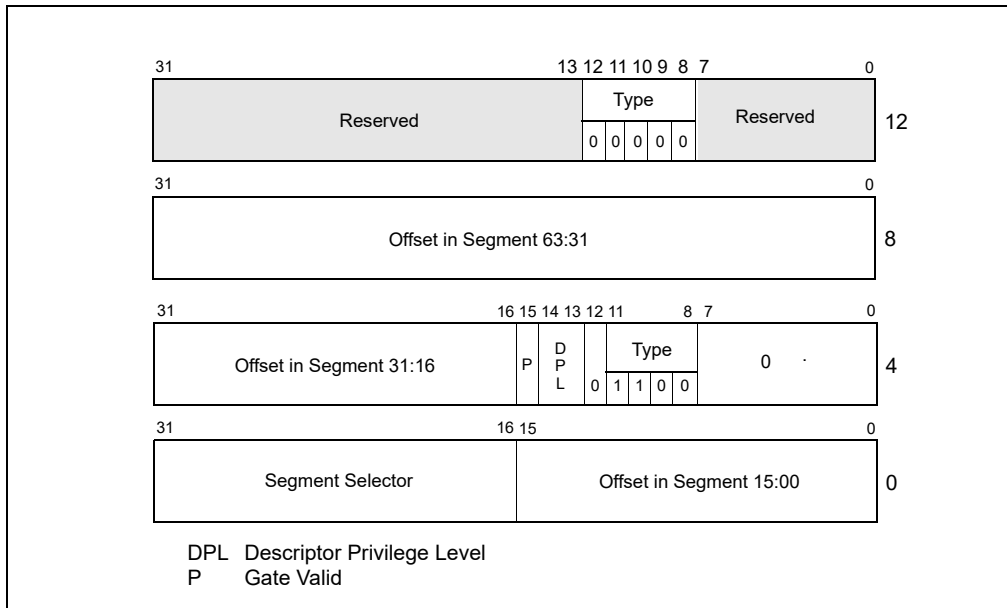 31 13 12 11 10 9 8 7 0
Type
Reserved Reserved 12
0 0 0 0 0
31 0
Offset in Segment 63:31 8
31 16 15 14 13 12 11 8 7 0
Offset in Segment 31:16 P D P L Type 0 . 4
0 1 1 0 0
31 16 15 0
Segment Selector Offset in Segment 15:00 0
DPL Descriptor Privilege Level
P Gate Valid